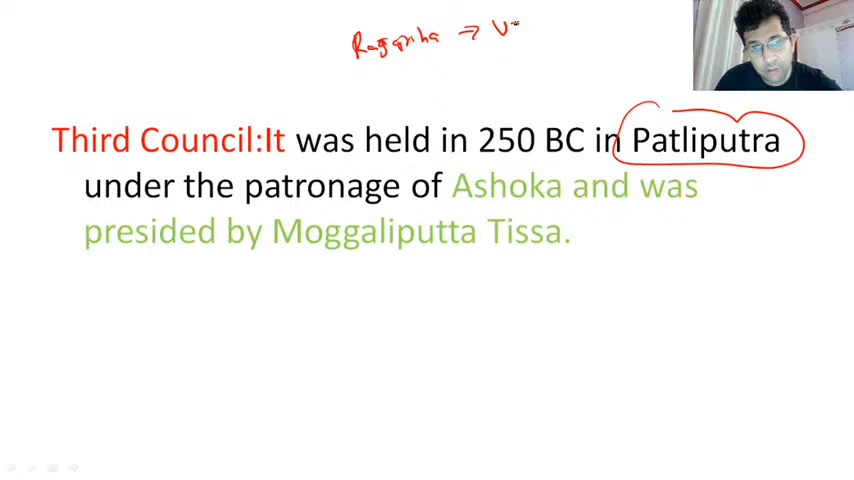 Rajgriha → V
Third Council:It was held in 250 BC in Patliputra
under the patronage of Ashoka and was
presided by Moggaliputta Tissa.